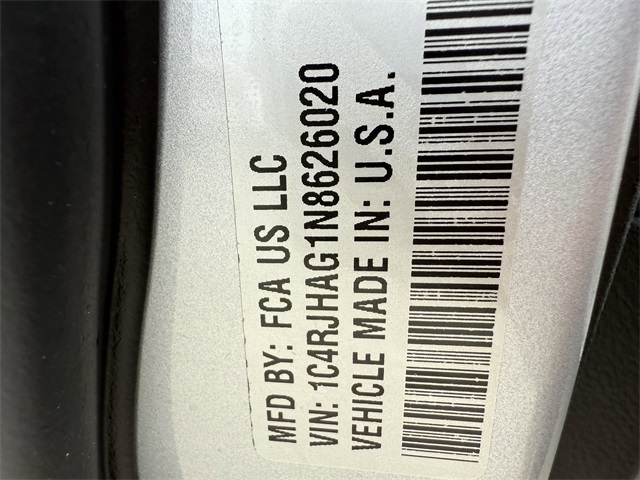 MFD BY: FCA US LLC
VIN: 1C4RJHAG1N8626020
VEHICLE MADE IN: U.S.A.